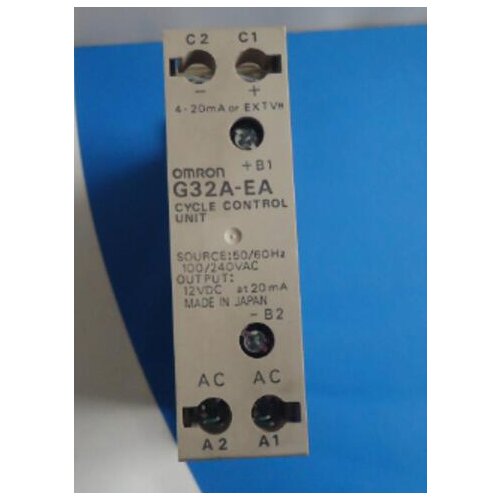 C2 C1
- +
4-20mA or EXTVR
+B1
OMRON
G32A-EA
CYCLE CONTROL
UNIT
SOURCE:50/60Hz
100/240VAC
OUTPUT:
12VDC at 20mA
MADE IN JAPAN
-B2
AC AC
A2 A1